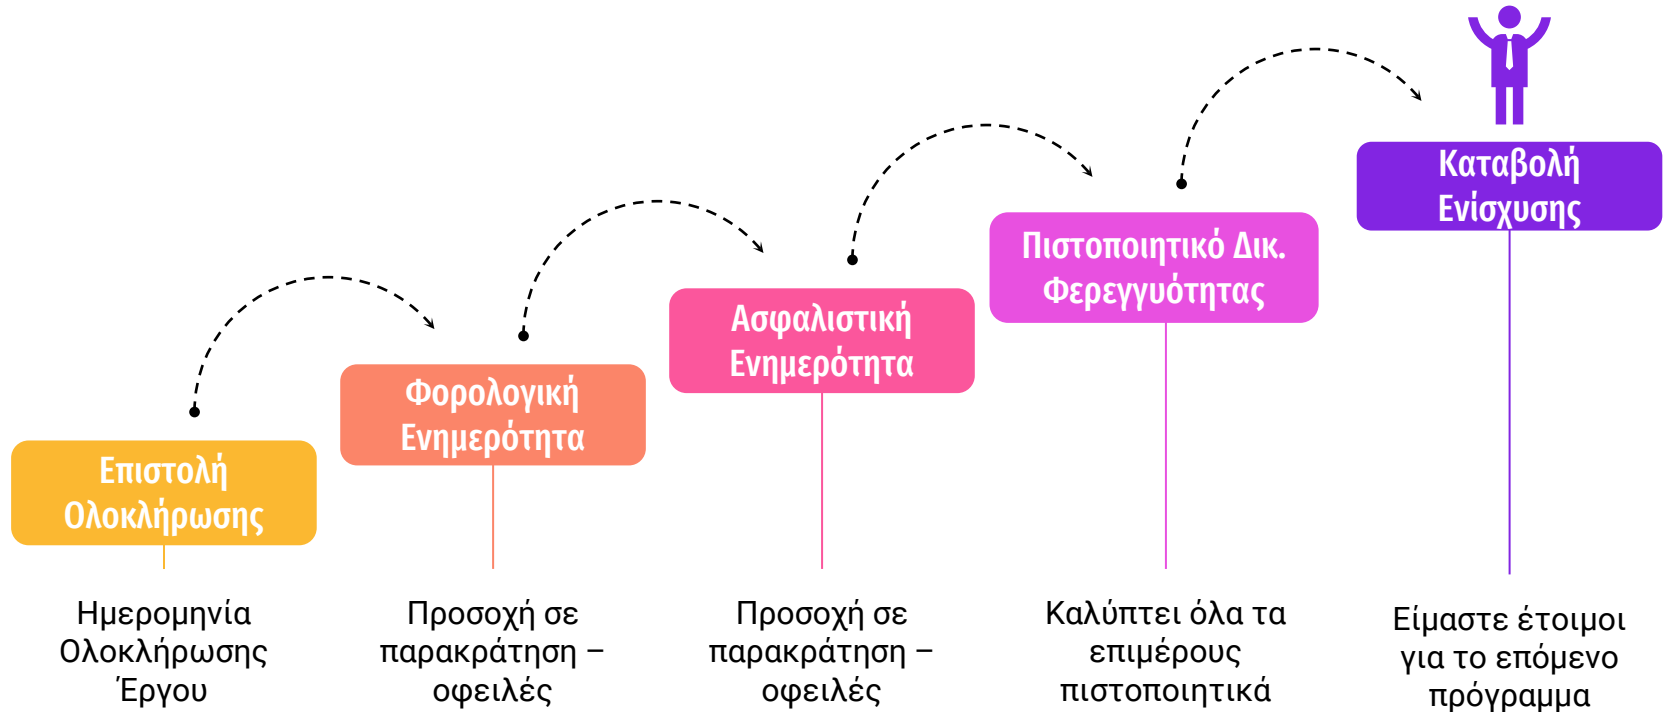 Επιστολή
Ολοκλήρωσης
Ημερομηνία
Ολοκλήρωσης
Έργου
Φορολογική
Ενημερότητα
Προσοχή σε
παρακράτηση –
οφειλές
Ασφαλιστική
Ενημερότητα
Προσοχή σε
παρακράτηση –
οφειλές
Πιστοποιητικό Δικ.
Φερεγγυότητας
Καλύπτει όλα τα
επιμέρους
πιστοποιητικά
Καταβολή
Ενίσχυσης
Είμαστε έτοιμοι
για το επόμενο
πρόγραμμα